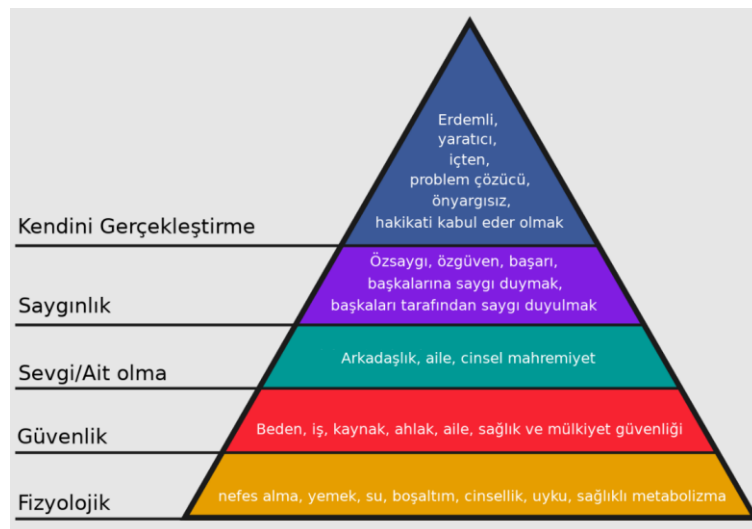 Erdemli,
yaratıcı,
içten,
problem çözücü,
önyargısız,
hakikati kabul eder olmak
Kendini Gerçekleştirme
Özsaygı, özgüven, başarı,
başkalarına saygı duymak,
başkaları tarafından saygı duyulmak
Saygınlık
Arkadaşlık, aile, cinsel mahremiyet
Sevgi/Ait olma
Beden, iş, kaynak, ahlak, aile, sağlık ve mülkiyet güvenliği
Güvenlik
nefes alma, yemek, su, boşaltım, cinsellik, uyku, sağlıklı metabolizma
Fizyolojik